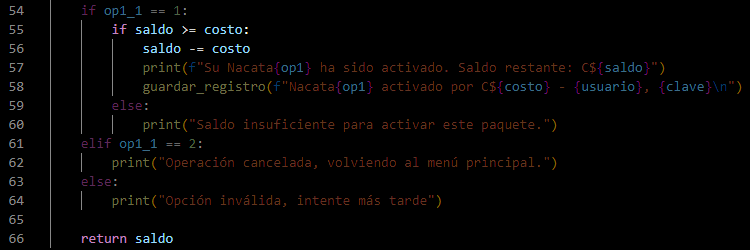 54 if op1_1 == 1:
55 if saldo >= costo:
56 saldo -= costo
57 print(f"Su Nacata{op1} ha sido activado. Saldo restante: C${saldo}")
58 guardar_registro(f"Nacata{op1} activado por C${costo} - {usuario}, {clave}\n")
59 else:
60 print("Saldo insuficiente para activar este paquete.")
61 elif op1_1 == 2:
62 print("Operación cancelada, volviendo al menú principal.")
63 else:
64 print("Opción inválida, intente más tarde")
65
66 return saldo